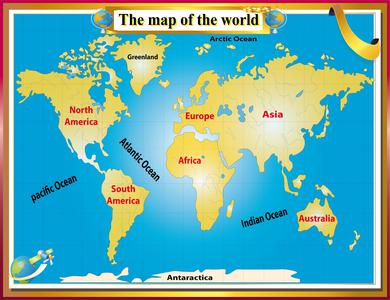 The map of the world
Arctic Ocean
Greenland
North
America
Europe
Asia
Atlantic Ocean
Africa
pacific Ocean
South
America
Indian Ocean
Australia
Antaractica